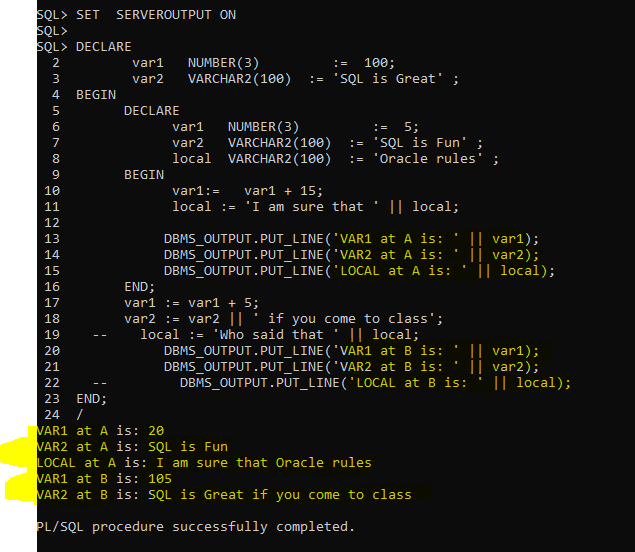 SQL> SET  SERVEROUTPUT ON
SQL>
SQL> DECLARE
  2         var1   NUMBER(3)         :=  100;
  3         var2   VARCHAR2(100)  := 'SQL is Great' ;
  4  BEGIN
  5        DECLARE
  6              var1   NUMBER(3)         :=  5;
  7              var2   VARCHAR2(100)  := 'SQL is Fun' ;
  8              local  VARCHAR2(100)  := 'Oracle rules' ;
  9        BEGIN
 10              var1:=   var1 + 15;
 11              local := 'I am sure that ' || local;
 12
 13             DBMS_OUTPUT.PUT_LINE('VAR1 at A is: ' || var1);
 14             DBMS_OUTPUT.PUT_LINE('VAR2 at A is: ' || var2);
 15             DBMS_OUTPUT.PUT_LINE('LOCAL at A is: ' || local);
 16        END;
 17        var1 := var1 + 5;
 18        var2 := var2 || ' if you come to class';
 19    --    local := 'Who said that ' || local;
 20             DBMS_OUTPUT.PUT_LINE('VAR1 at B is: ' || var1);
 21             DBMS_OUTPUT.PUT_LINE('VAR2 at B is: ' || var2);
 22    --         DBMS_OUTPUT.PUT_LINE('LOCAL at B is: ' || local);
 23  END;
 24  /
VAR1 at A is: 20
VAR2 at A is: SQL is Fun
LOCAL at A is: I am sure that Oracle rules
VAR1 at B is: 105
VAR2 at B is: SQL is Great if you come to class
PL/SQL procedure successfully completed.